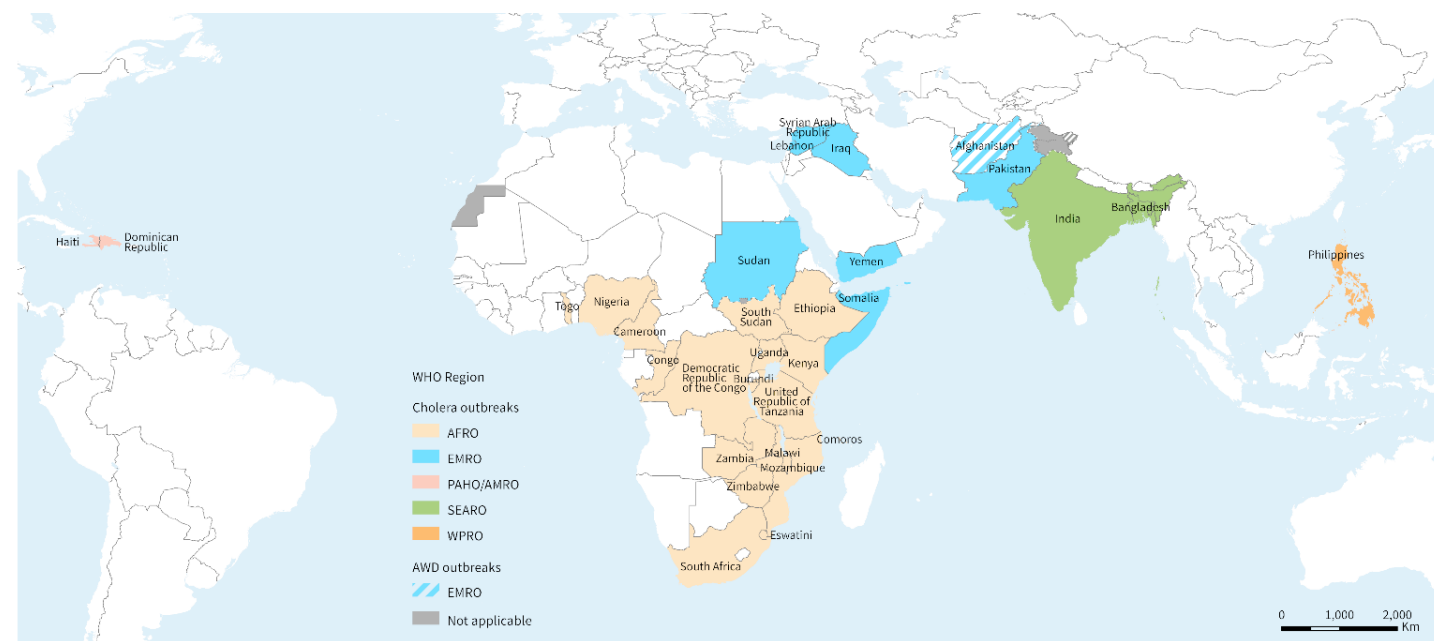 Syrian Arab
Republic
Lebanon
Iraq
Afghanistan
Pakistan
India
Bangladesh
Haiti
Dominican
Republic
Philippines
Sudan
Yemen
Somalia
Togo
Nigeria
Ethiopia
South
Sudan
Cameroon
Congo
Democratic
Republic
of the Congo
Uganda
Kenya
Burundi
United
Republic of
Tanzania
Comoros
Zambia
Malawi
Mozambique
Zimbabwe
Eswatini
South Africa
WHO Region
Cholera outbreaks
AFRO
EMRO
PAHO/AMRO
SEARO
WPRO
AWD outbreaks
EMRO
Not applicable
0 1,000 2,000
Km